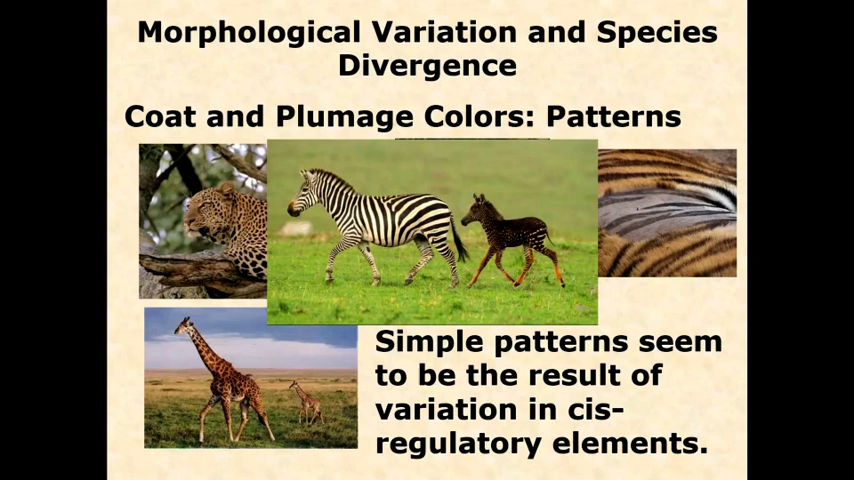 Morphological Variation and Species
Divergence
Coat and Plumage Colors: Patterns
Simple patterns seem
to be the result of
variation in cis-
regulatory elements.